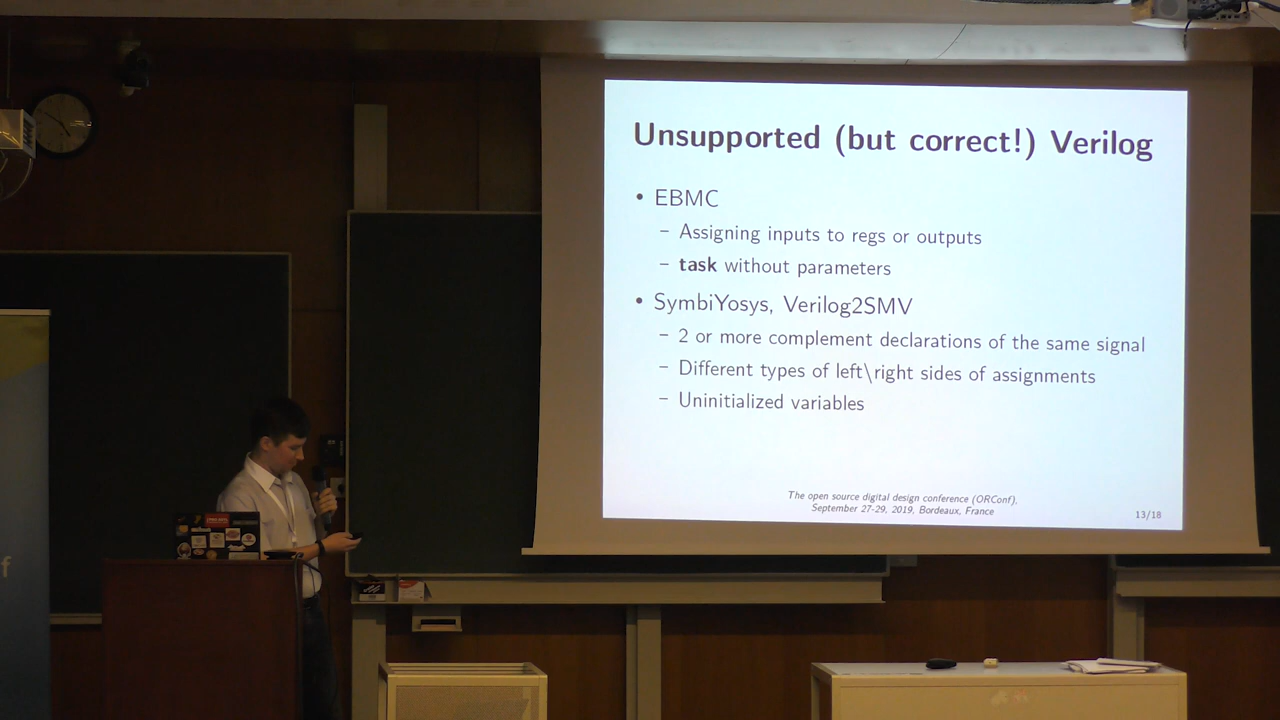 Unsupported (but correct!) Verilog
• EBMC
– Assigning inputs to regs or outputs
– task without parameters
• SymbiYosys, Verilog2SMV
– 2 or more complement declarations of the same signal
– Different types of left\right sides of assignments
– Uninitialized variables
The open source digital design conference (ORConf),
September 27-29, 2019, Bordeaux, France
13/18
f